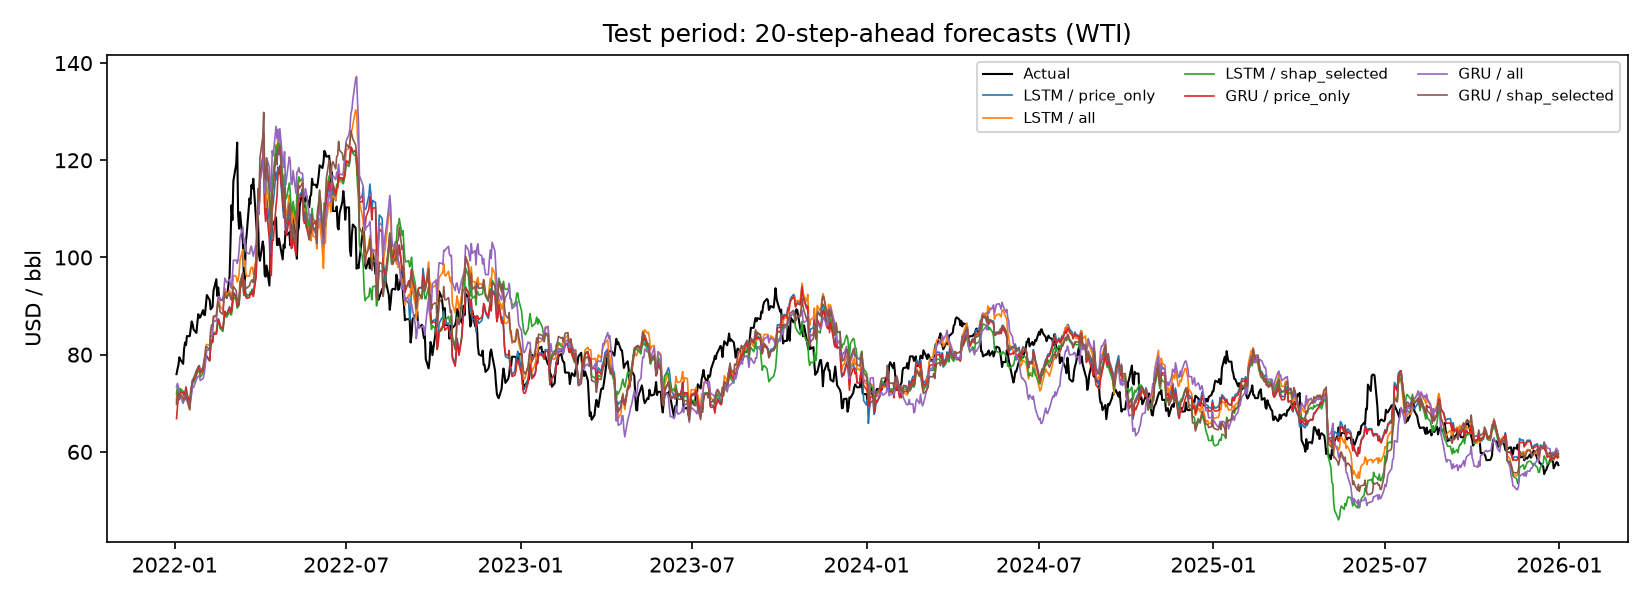 Test period: 20-step-ahead forecasts (WTI)
USD / bbl
140
120
100
80
60
Actual
LSTM / price_only
LSTM / all
LSTM / shap_selected
GRU / price_only
GRU / all
GRU / shap_selected
2022-01 2022-07 2023-01 2023-07 2024-01 2024-07 2025-01 2025-07 2026-01